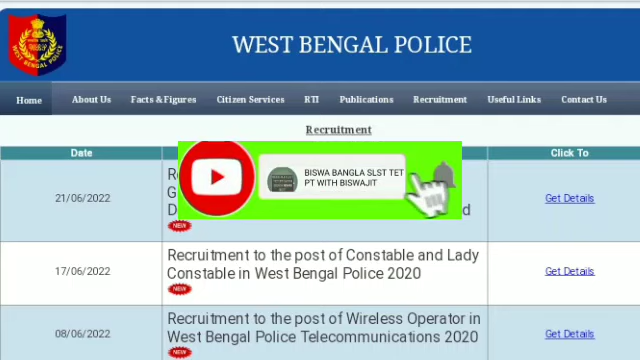 WEST BENGAL POLICE
WEST BENGAL POLICE
Home About Us Facts & Figures Citizen Services RTI Publications Recruitment Useful Links Contact Us
Recruitment
Date Click To
21/06/2022 Get Details
BISWA BANGLA SLST TET
PT WITH BISWAJIT
NEW
Recruitment to the post of Constable and Lady
17/06/2022 Constable in West Bengal Police 2020 Get Details
NEW
Recruitment to the post of Wireless Operator in
08/06/2022 West Bengal Police Telecommunications 2020 Get Details
NEW